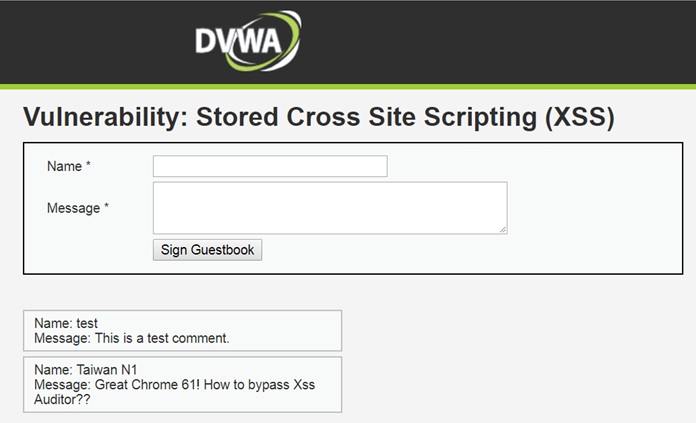 DVWA
Vulnerability: Stored Cross Site Scripting (XSS)
Name *
Message *
Sign Guestbook
Name: test
Message: This is a test comment.
Name: Taiwan N1
Message: Great Chrome 61! How to bypass Xss
Auditor??